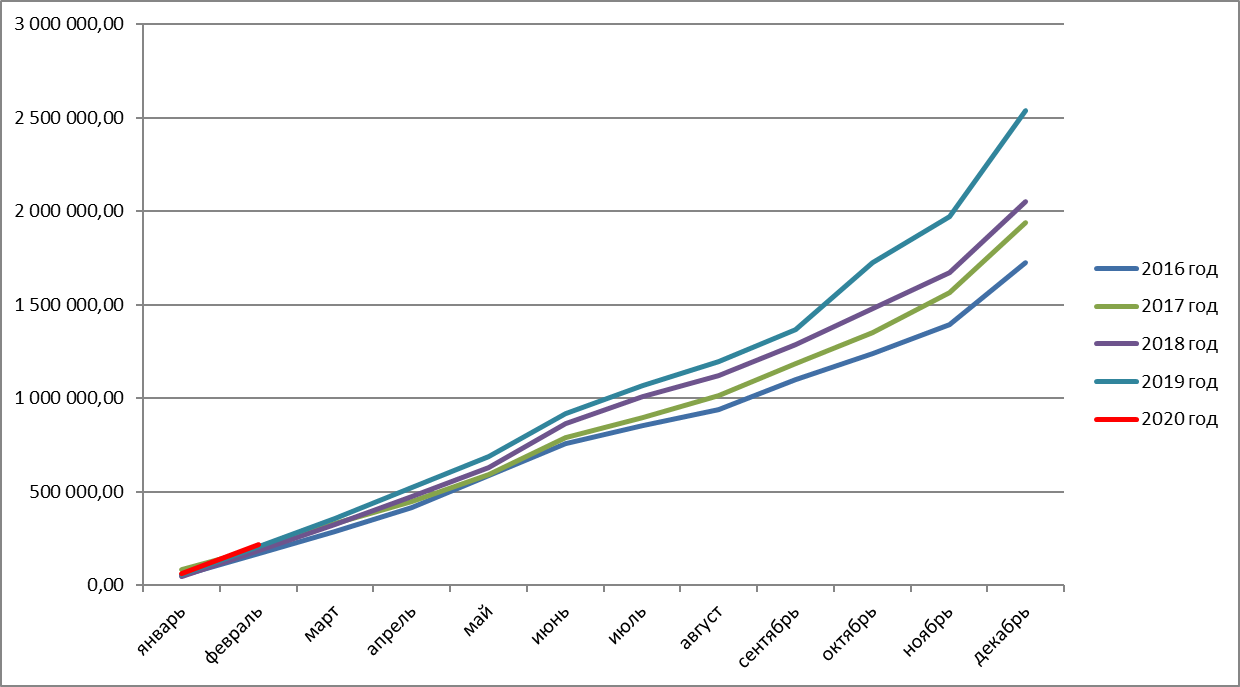 3 000 000,00
2 500 000,00
2 000 000,00
1 500 000,00
1 000 000,00
500 000,00
0,00
январь
февраль
март
апрель
май
июнь
июль
август
сентябрь
октябрь
ноябрь
декабрь
2016 год
2017 год
2018 год
2019 год
2020 год